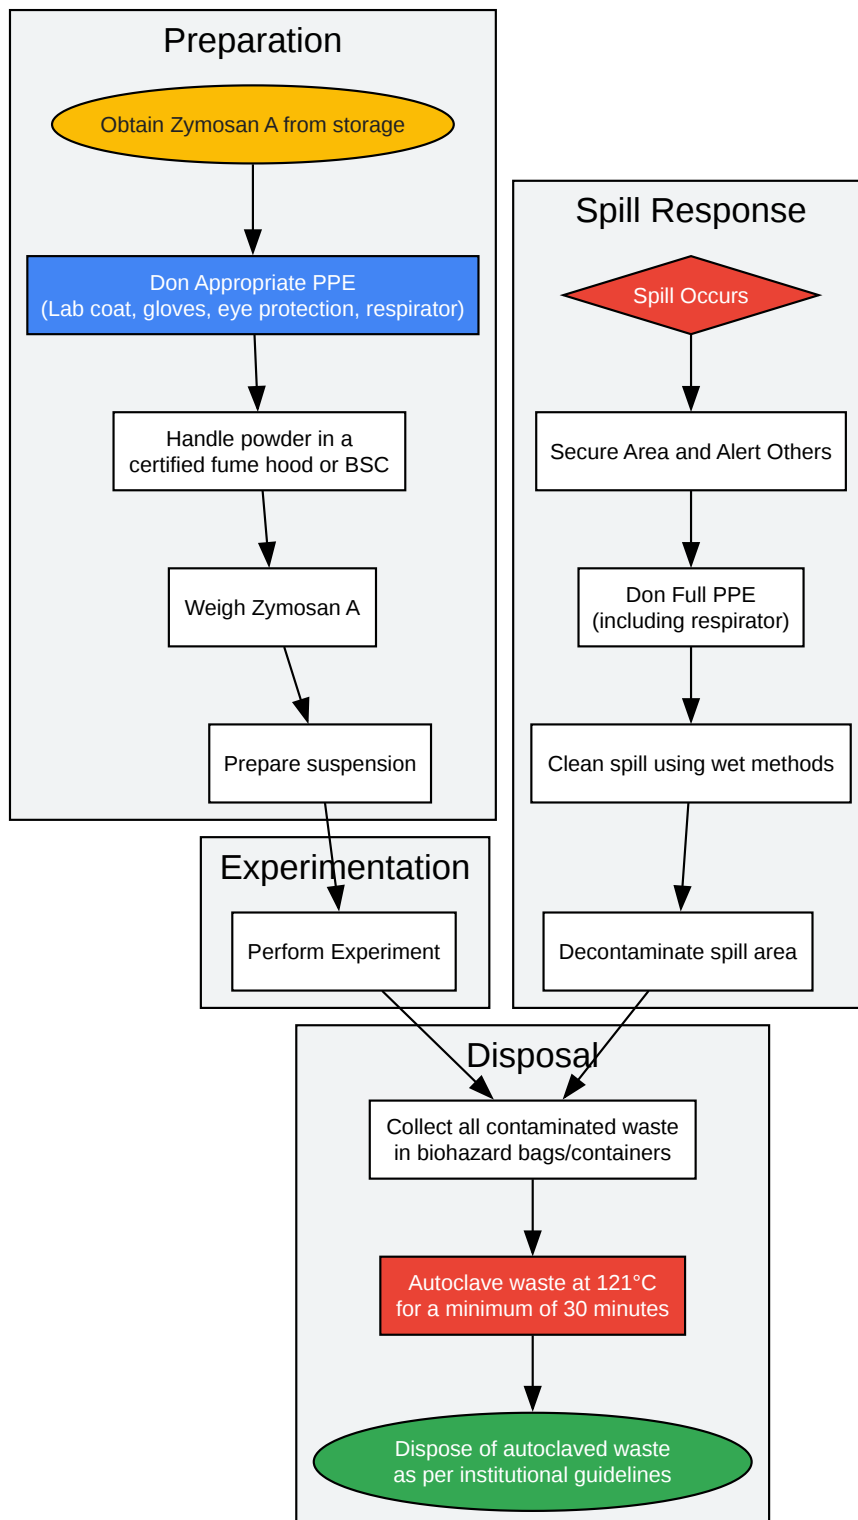 Preparation
Obtain Zymosan A from storage
Don Appropriate PPE
(Lab coat, gloves, eye protection, respirator)
Handle powder in a
certified fume hood or BSC
Weigh Zymosan A
Prepare suspension
Experimentation
Perform Experiment
Spill Response
Spill Occurs
Secure Area and Alert Others
Don Full PPE
(including respirator)
Clean spill using wet methods
Decontaminate spill area
Disposal
Collect all contaminated waste
in biohazard bags/containers
Autoclave waste at 121°C
for a minimum of 30 minutes
Dispose of autoclaved waste
as per institutional guidelines